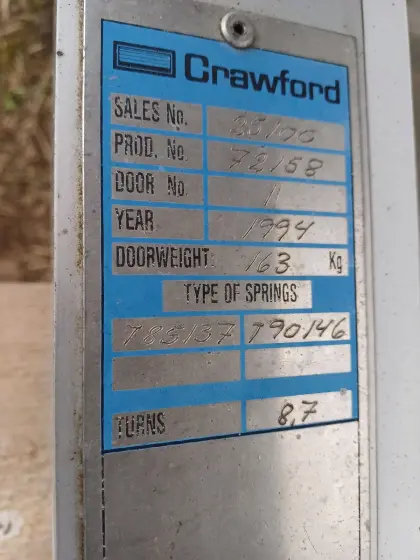 Crawford
SALES No. 35100
PROD. No. 72158
DOOR No. 1
YEAR 1994
DOORWEIGHT: 163 Kg
TYPE OF SPRINGS
785137 790146
TURNS 8,7